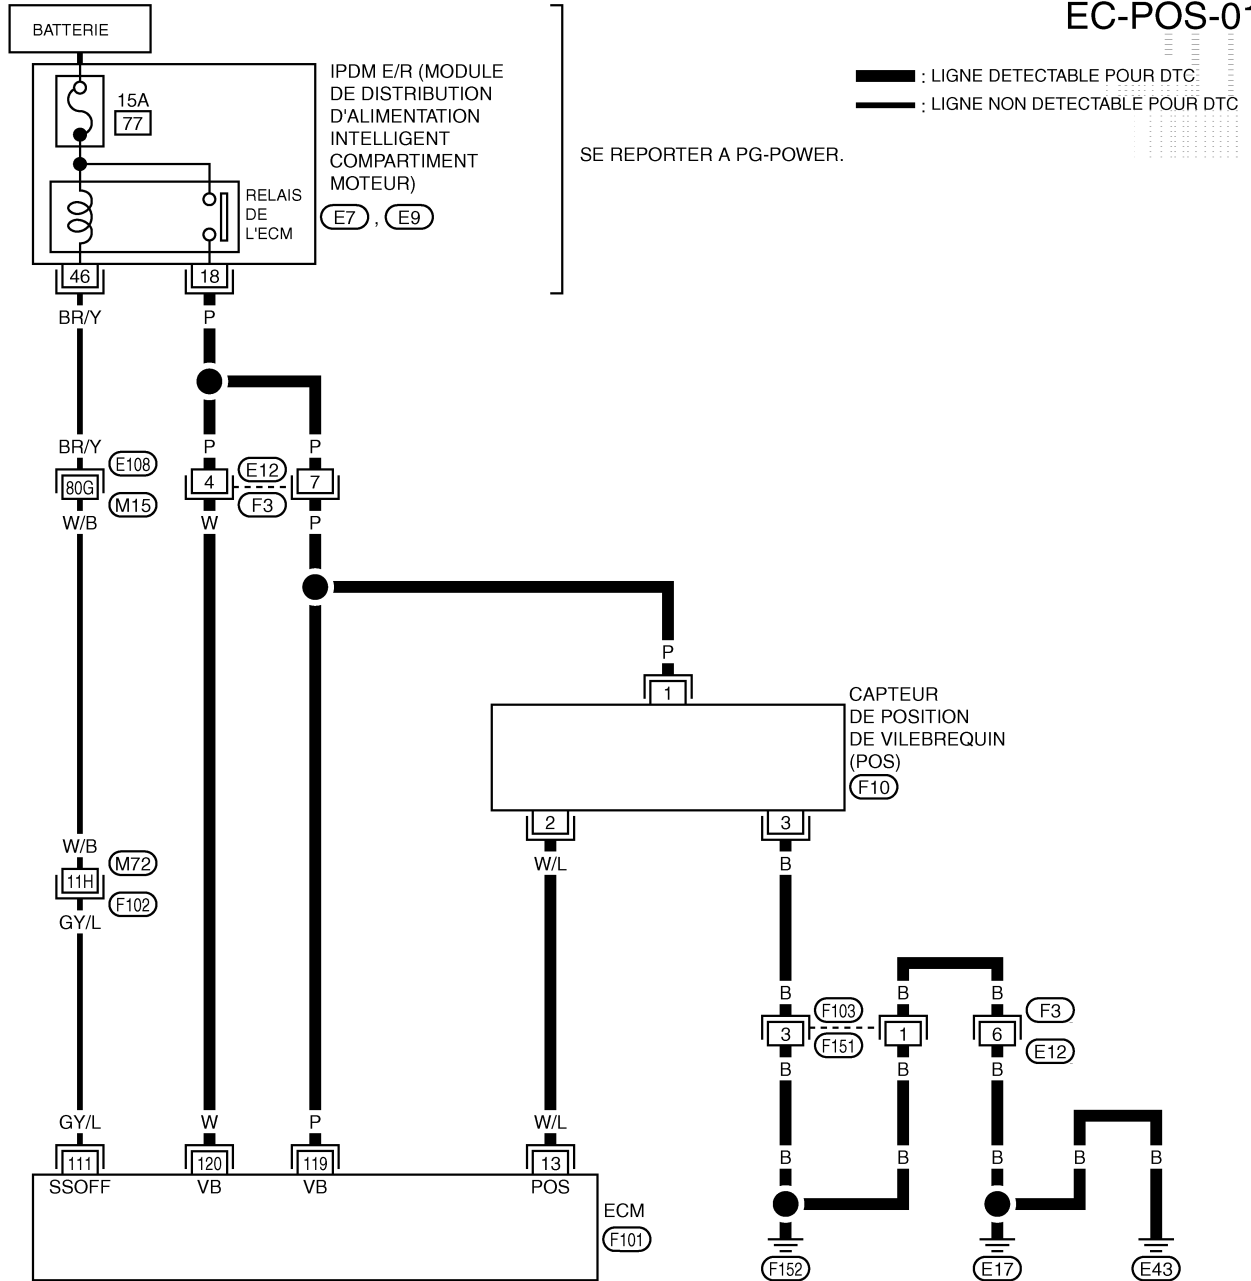 BATTERIE
EC-POS-01
: LIGNE DETECTABLE POUR DTC
: LIGNE NON DETECTABLE POUR DTC
15A
77
IPDM E/R (MODULE
DE DISTRIBUTION
D'ALIMENTATION
INTELLIGENT
COMPARTIMENT
MOTEUR)
E7 , E9
SE REPORTER A PG-POWER.
RELAIS
DE
L'ECM
46 18
BR/Y P
BR/Y P P
E108
80G
M15
4 E12 7
F3
W/B W P
P
1
CAPTEUR
DE POSITION
DE VILEBREQUIN
(POS)
F10
2 3
W/L B
W/B
M72
11H
F102
GY/L
B B B
3 F103 1 6 F3
F151 E12
B B B
GY/L W P W/L
B B B B B
111 120 119 13
SSOFF VB VB POS
ECM
F101
F152 E17 E43